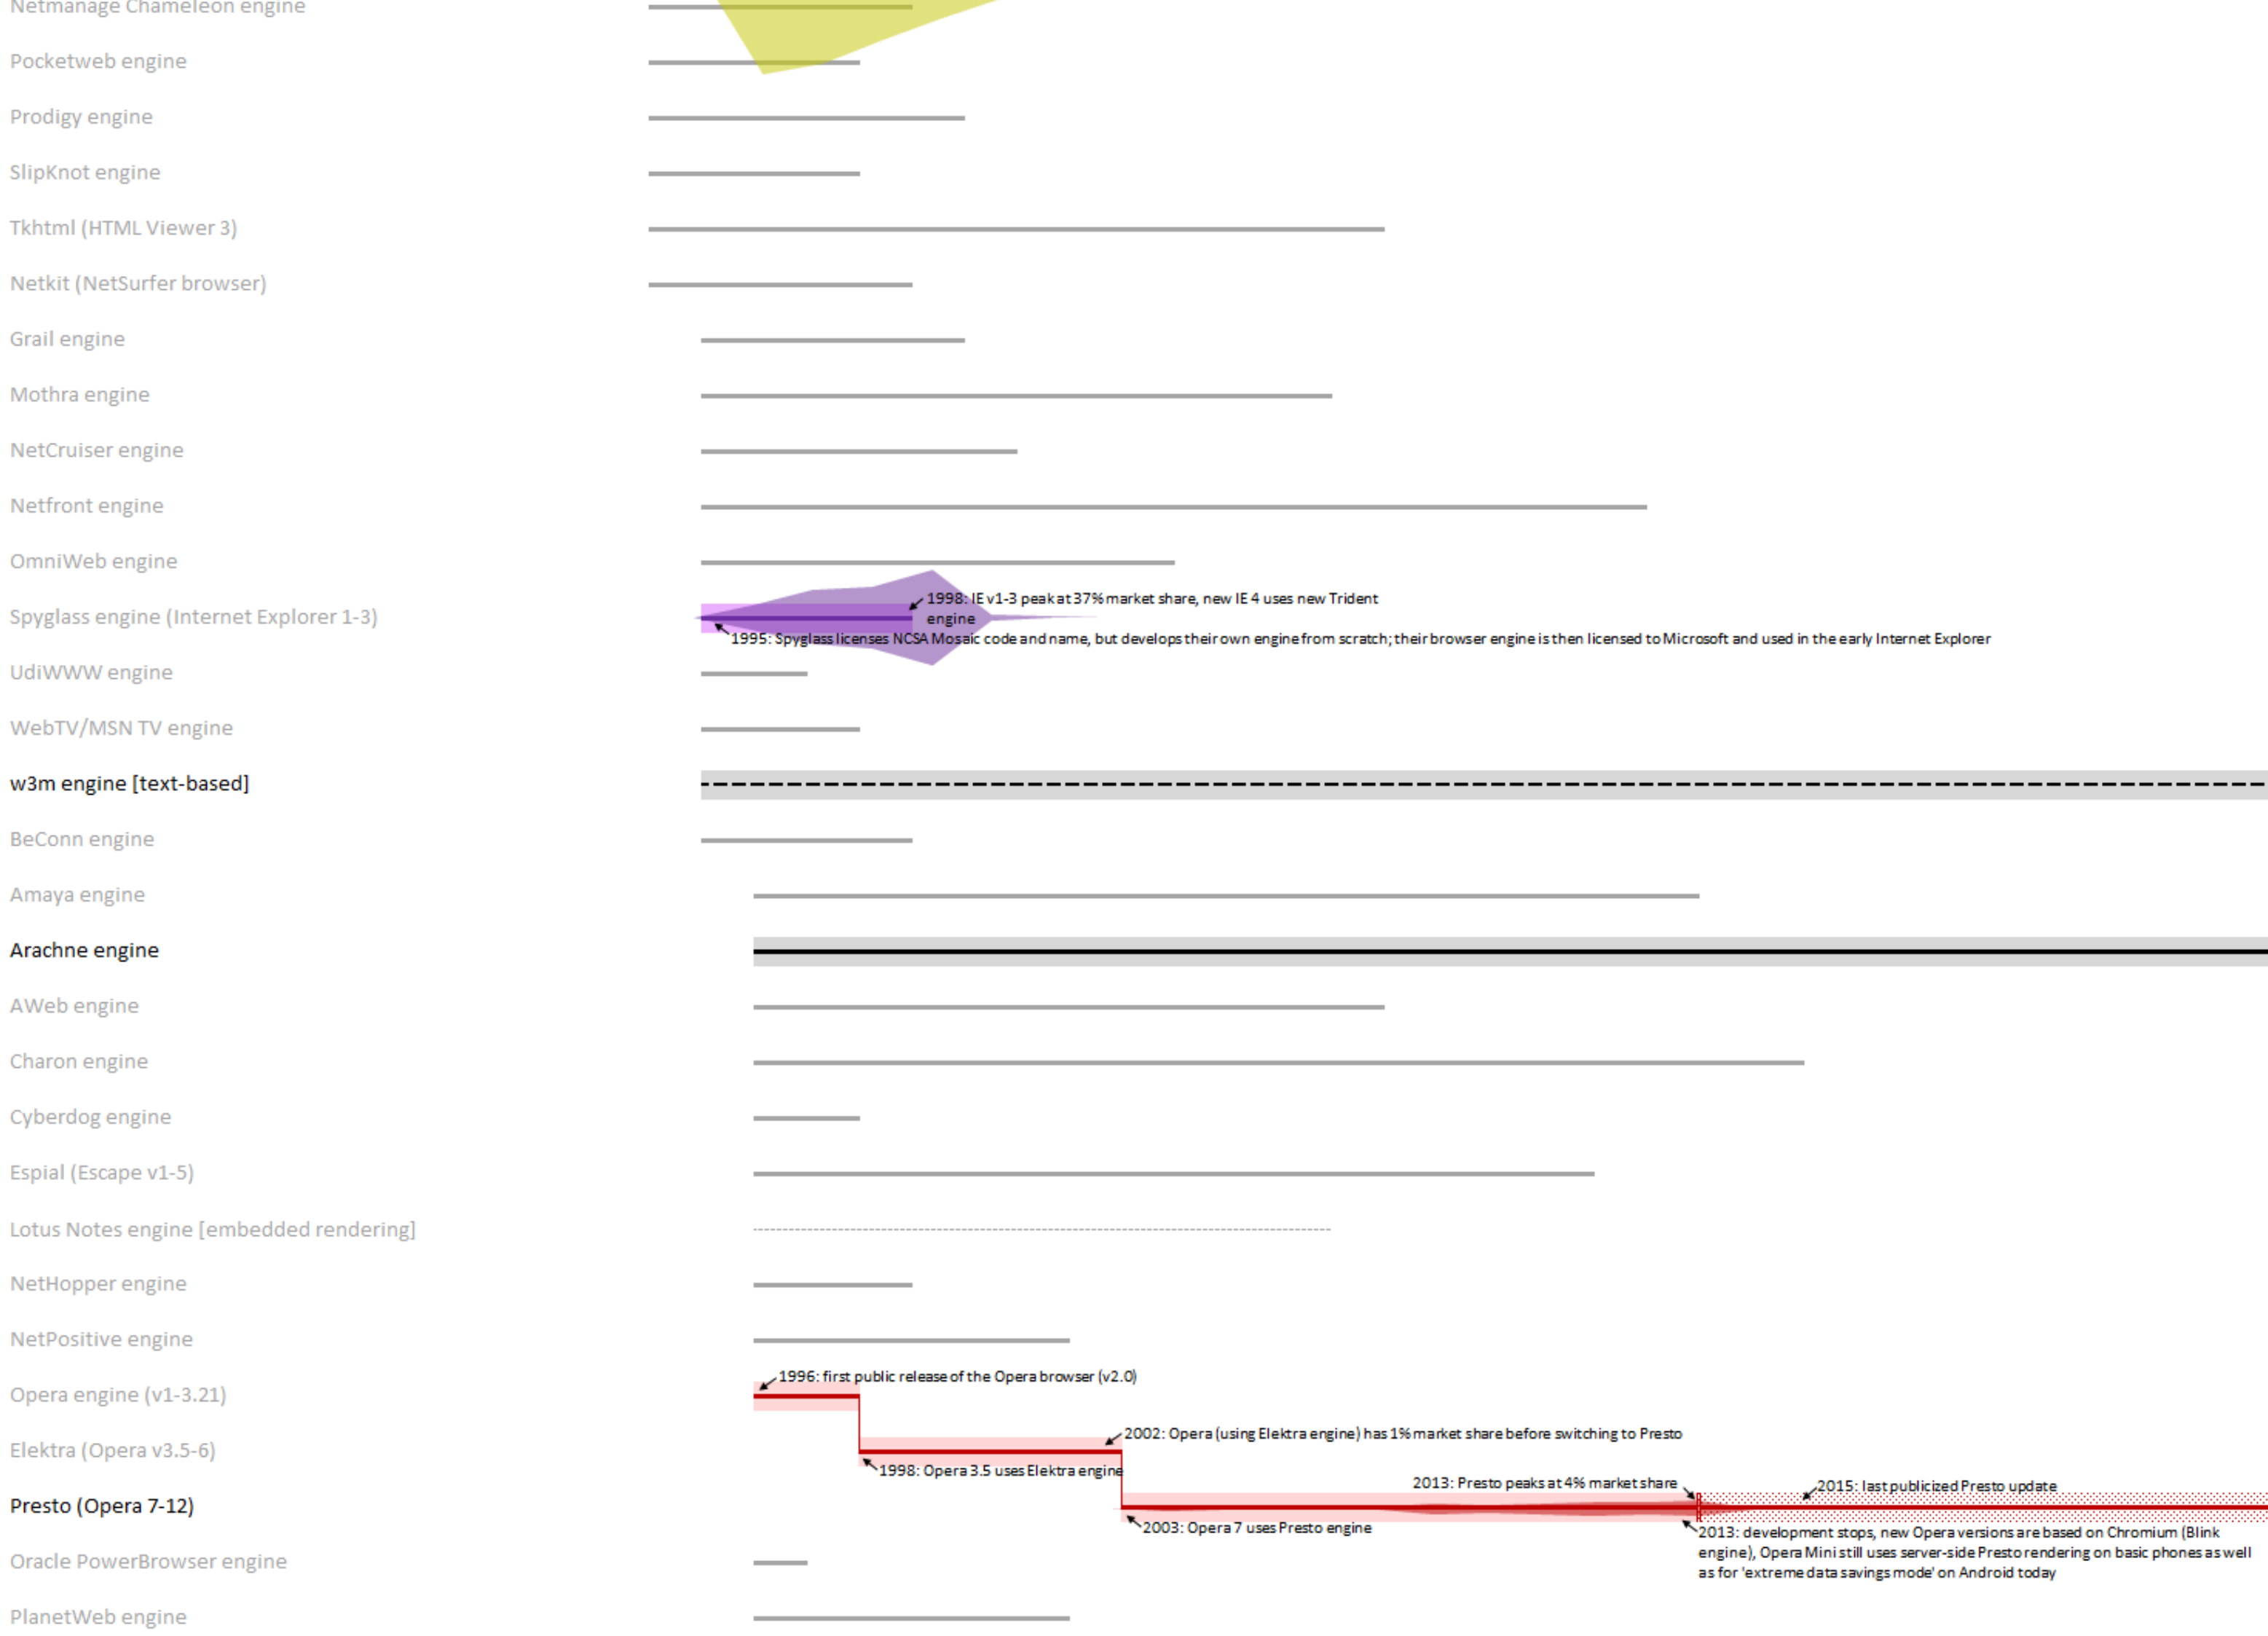 Netmanage Chameleon engine
Pocketweb engine
Prodigy engine
SlipKnot engine
Tkhtml (HTML Viewer 3)
Netkit (NetSurfer browser)
Grail engine
Mothra engine
NetCruiser engine
Netfront engine
OmniWeb engine
1998: IE v1-3 peak at 37% market share, new IE 4 uses new Trident
engine
Spyglass engine (Internet Explorer 1-3)
1995: Spyglass licenses NCSA Mosaic code and name, but develops their own engine from scratch; their browser engine is then licensed to Microsoft and used in the early Internet Explorer
UdiWWW engine
WebTV/MSN TV engine
w3m engine [text-based]
BeConn engine
Amaya engine
Arachne engine
AWeb engine
Charon engine
Cyberdog engine
Espial (Escape v1-5)
Lotus Notes engine [embedded rendering]
NetHopper engine
NetPositive engine
1996: first public release of the Opera browser (v2.0)
Opera engine (v1-3.21)
2002: Opera (using Elektra engine) has 1% market share before switching to Presto
Elektra (Opera v3.5-6)
1998: Opera 3.5 uses Elektra engine
2013: Presto peaks at 4% market share
2015: last publicized Presto update
Presto (Opera 7-12)
2003: Opera 7 uses Presto engine
2013: development stops, new Opera versions are based on Chromium (Blink
engine), Opera Mini still uses server-side Presto rendering on basic phones as well
as for 'extreme data savings mode' on Android today
Oracle PowerBrowser engine
PlanetWeb engine